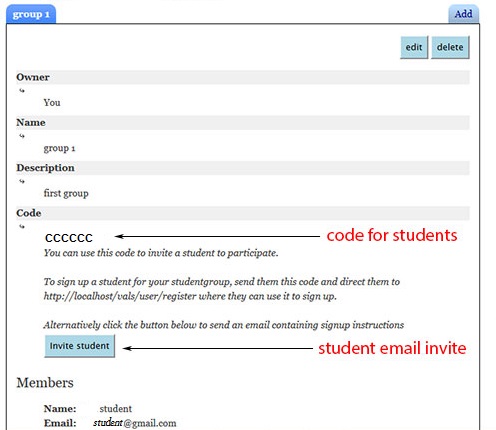 group 1
Add
edit delete
Owner
You
Name
group 1
Description
first group
Code
cccccc
code for students
You can use this code to invite a student to participate.
To sign up a student for your studentgroup, send them this code and direct them to
http://localhost/vals/user/register where they can use it to sign up.
Alternatively click the button below to send an email containing signup instructions
Invite student
student email invite
Members
Name: student
Email: student@gmail.com